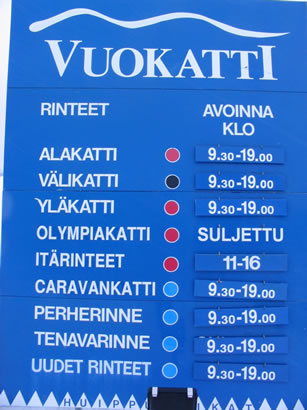 VUOKATTI
RINTEET AVOINNA KLO
ALAKATTI 9.30-19.00
VÄLIKATTI 9.30-19.00
YLÄKATTI 9.30-19.00
OLYMPIAKATTI SULJETTU
ITÄRINTEET 11-16
CARAVANKATTI 9.30-19.00
PERHERINNE 9.30-19.00
TENAVARINNE 9.30-19.00
UUDET RINTEET 9.30-19.00